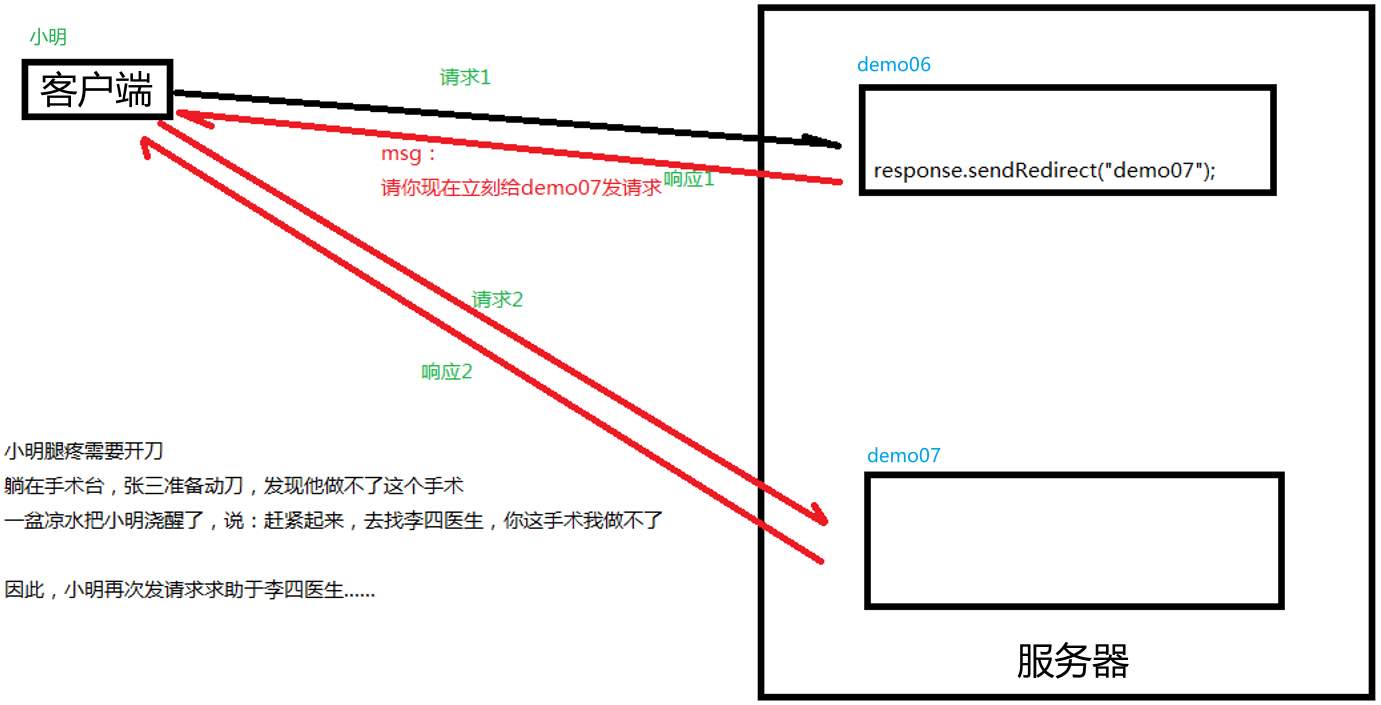 小明
客户端
请求1
msg：
请你现在立刻给demo07发请求
响应1
demo06
response.sendRedirect("demo07");
请求2
响应2
小明腿疼需要开刀
躺在手术台，张三准备动刀，发现他做不了这个手术
一盆凉水把小明浇醒了，说：赶紧起来，去找李四医生，你这手术我做不了
因此，小明再次发请求求助于李四医生......
demo07
服务器